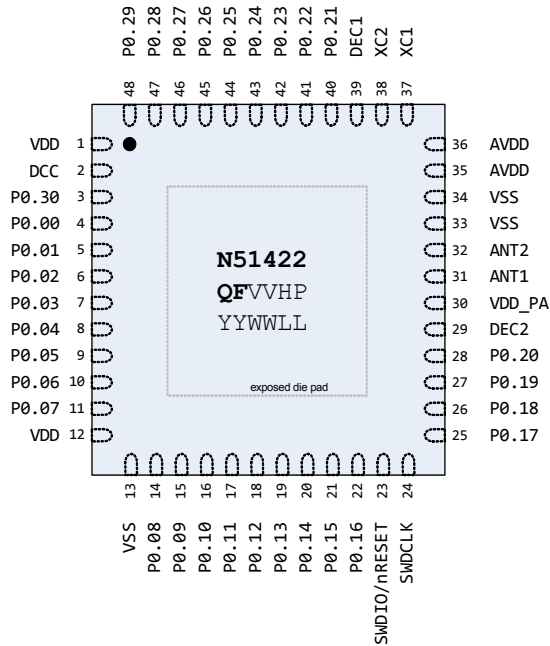 P0.29 P0.28 P0.27 P0.26 P0.25 P0.24 P0.23 P0.22 P0.21 DEC1 XC2 XC1
48 47 46 45 44 43 42 41 40 39 38 37
VDD 1
DCC 2
P0.30 3
P0.00 4
P0.01 5
P0.02 6
P0.03 7
P0.04 8
P0.05 9
P0.06 10
P0.07 11
VDD 12
N51422
QFVVHP
YYWWLL
exposed die pad
36 AVDD
35 AVDD
34 VSS
33 VSS
32 ANT2
31 ANT1
30 VDD_PA
29 DEC2
28 P0.20
27 P0.19
26 P0.18
25 P0.17
13 14 15 16 17 18 19 20 21 22 23 24
VSS P0.08 P0.09 P0.10 P0.11 P0.12 P0.13 P0.14 P0.15 P0.16 SWDIO/nRESET SWDCLK